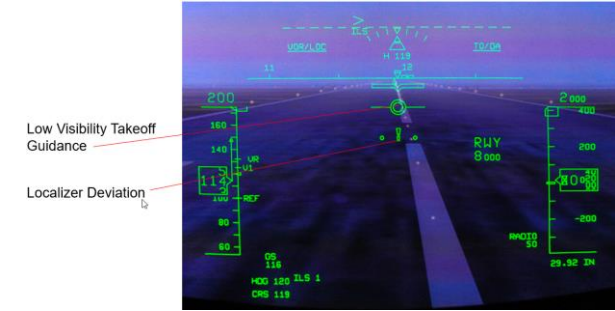 ILS
VOR/LOC
TO/GA
H 119
11
12
200
2000
160
140
VR
V1
114
100
REF
80
60
400
200
-200
RWY
8000
Low Visibility Takeoff
Guidance
Localizer Deviation
GS
116
HDG 120 ILS 1
CRS 119
RADIO
50
29.92 IN